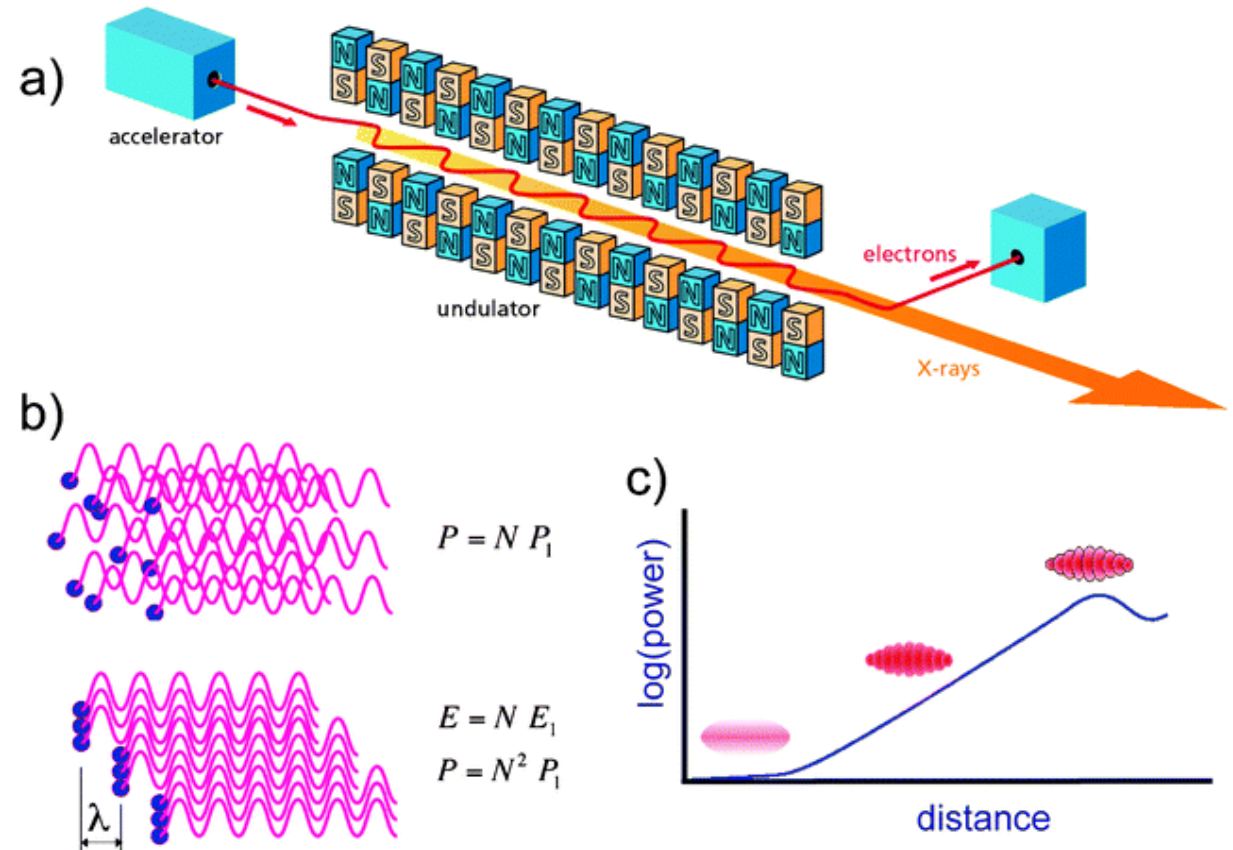 a)
accelerator
N S N S N S N S N S N S N S
S N S N S N S N S N S N S N
N S N S N S N S N S N S N S
S N S N S N S N S N S N S N
undulator
electrons
X-rays
b)
P = N P₁
E = N E₁
P = N² P₁
λ
c)
log(power)
distance